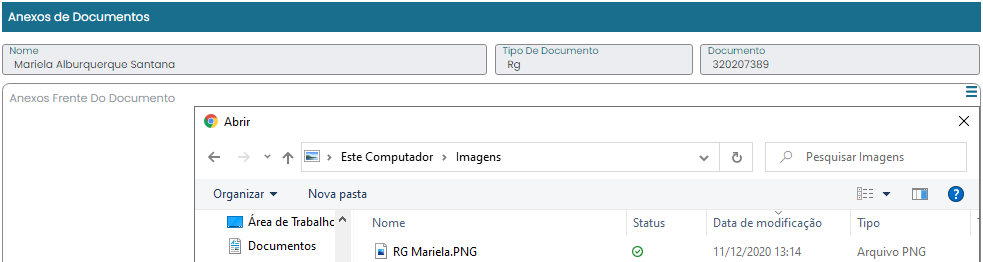 Anexos de Documentos
Nome
Tipo De Documento
Documento
Mariela Alburquerque Santana
Rg
320207389
Anexos Frente Do Documento
Abrir
Este Computador
Imagens
Pesquisar Imagens
Organizar
Nova pasta
?
Área de Trabalho
Nome
Status
Data de modificação
Tipo
Documentos
RG Mariela.PNG
11/12/2020 13:14
Arquivo PNG